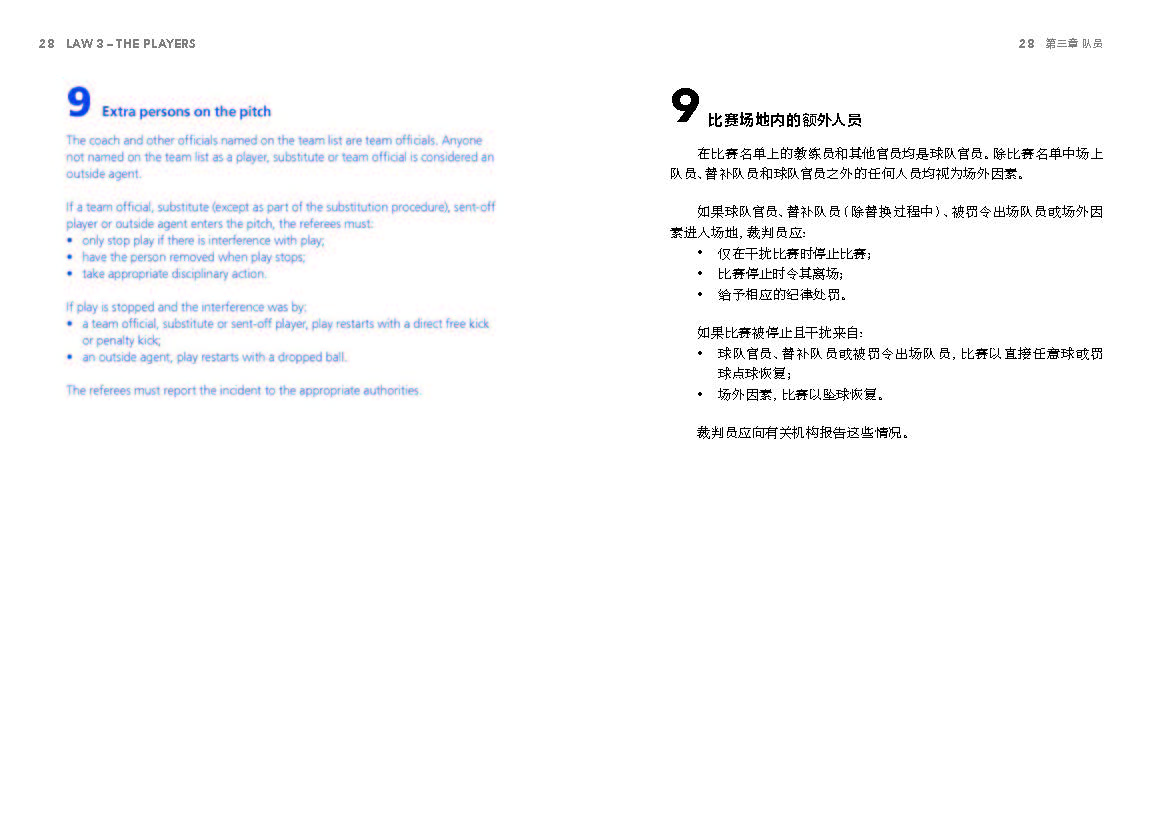 28 LAW 3 – THE PLAYERS
9 Extra persons on the pitch
The coach and other officials named on the team list are team officials. Anyone
not named on the team list as a player, substitute or team official is considered an
outside agent.
If a team official, substitute (except as part of the substitution procedure), sent-off
player or outside agent enters the pitch, the referees must:
• only stop play if there is interference with play;
• have the person removed when play stops;
• take appropriate disciplinary action.
If play is stopped and the interference was by:
• a team official, substitute or sent-off player, play restarts with a direct free kick
or penalty kick;
• an outside agent, play restarts with a dropped ball.
The referees must report the incident to the appropriate authorities.
28 第三章 队员
9 比赛场地内的额外人员
在比赛名单上的教练员和其他官员均是球队官员。除比赛名单中场上
队员、替补队员和球队官员之外的任何人员均视为场外因素。
如果球队官员、替补队员（除替换过程中）、被罚令出场队员或场外因
素进入场地，裁判员应：
• 仅在干扰比赛时停止比赛；
• 比赛停止时令其离场；
• 给予相应的纪律处罚。
如果比赛被停止且干扰来自：
• 球队官员、替补队员或被罚令出场队员，比赛以直接任意球或罚
球点球恢复；
• 场外因素，比赛以坠球恢复。
裁判员应向有关机构报告这些情况。